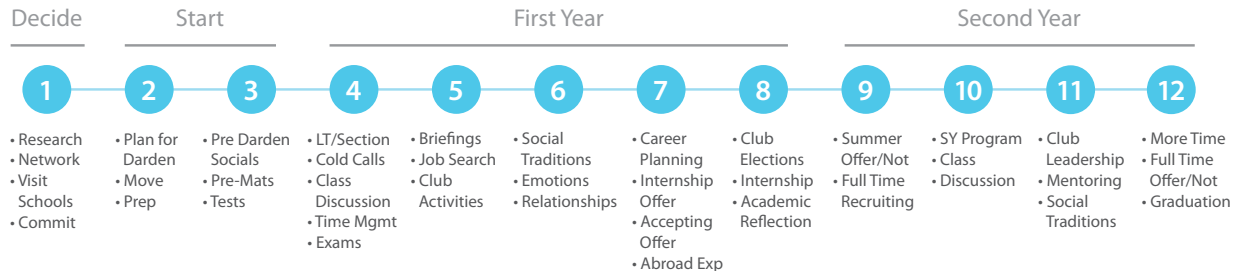 Decide
Start
First Year
Second Year
1
2
3
4
5
6
7
8
9
10
11
12
• Research
• Network
• Visit
Schools
• Commit
• Plan for
Darden
• Move
• Prep
• Pre Darden
Socials
• Pre-Mats
• Tests
• LT/Section
• Cold Calls
• Class
Discussion
• Time Mgmt
• Exams
• Briefings
• Job Search
• Club
Activities
• Social
Traditions
• Emotions
• Relationships
• Career
Planning
• Internship
Offer
• Accepting
Offer
• Abroad Exp
• Club
Elections
• Internship
• Academic
Reflection
• Summer
Offer/Not
• Full Time
Recruiting
• SY Program
• Class
• Discussion
• Club
Leadership
• Mentoring
• Social
Traditions
• More Time
• Full Time
Offer/Not
• Graduation